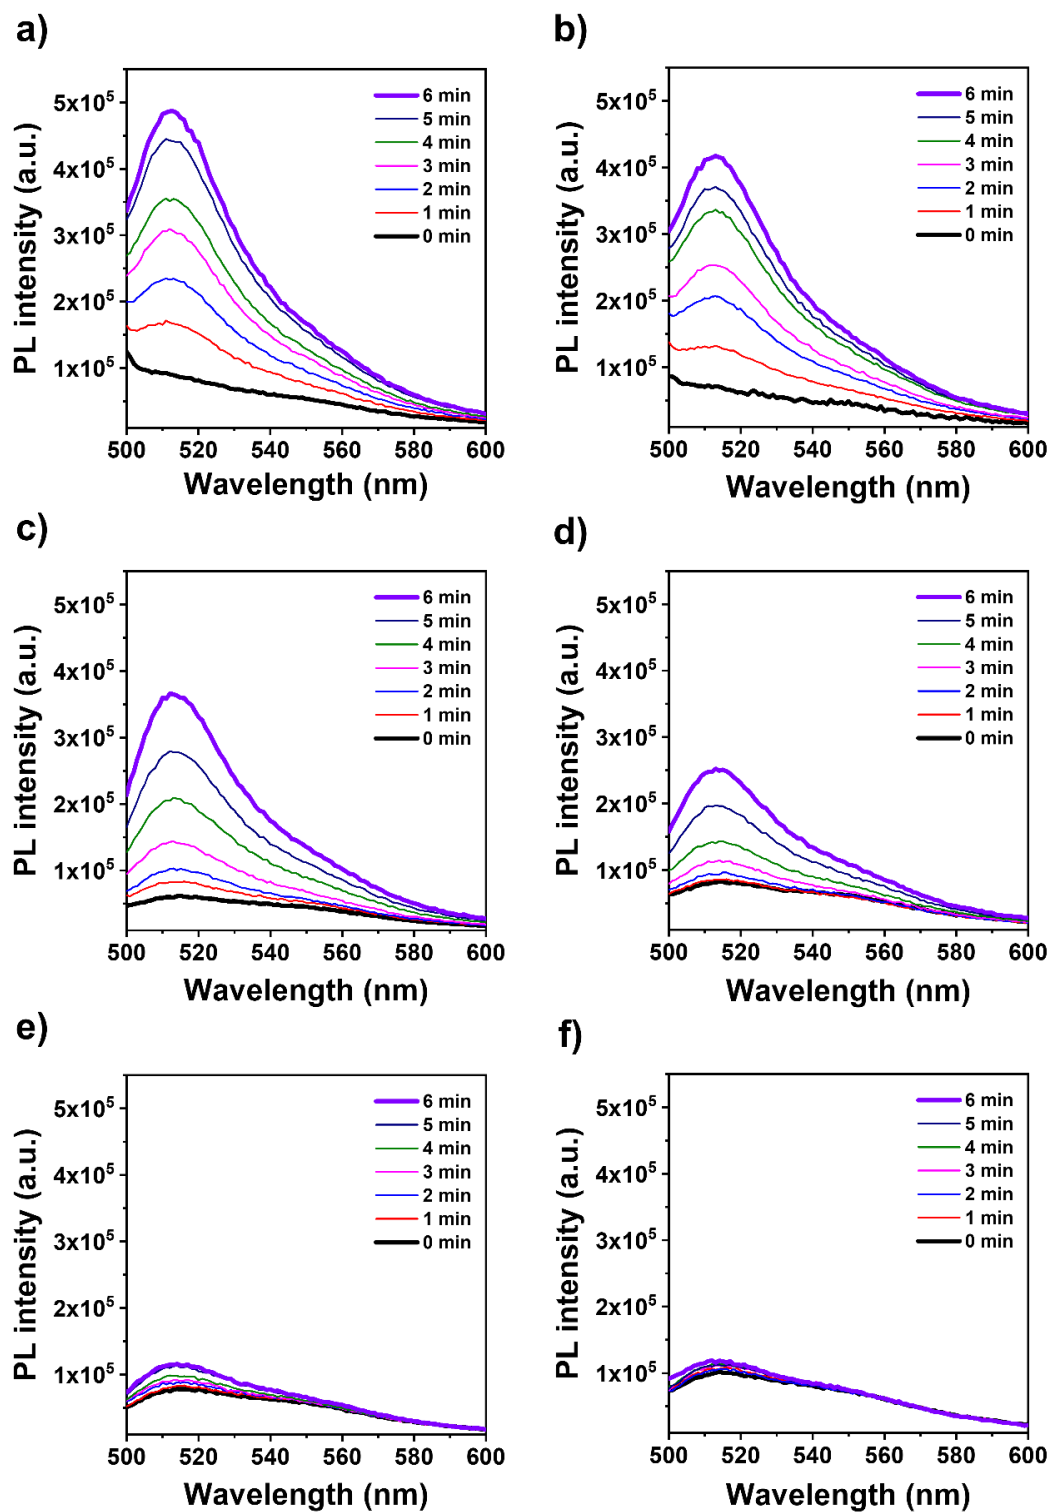 a)
PL intensity (a.u.)
5x10⁵
4x10⁵
3x10⁵
2x10⁵
1x10⁵
6 min
5 min
4 min
3 min
2 min
1 min
0 min
500 520 540 560 580 600
Wavelength (nm)
b)
PL intensity (a.u.)
5x10⁵
4x10⁵
3x10⁵
2x10⁵
1x10⁵
6 min
5 min
4 min
3 min
2 min
1 min
0 min
500 520 540 560 580 600
Wavelength (nm)
c)
PL intensity (a.u.)
5x10⁵
4x10⁵
3x10⁵
2x10⁵
1x10⁵
6 min
5 min
4 min
3 min
2 min
1 min
0 min
500 520 540 560 580 600
Wavelength (nm)
d)
PL intensity (a.u.)
5x10⁵
4x10⁵
3x10⁵
2x10⁵
1x10⁵
6 min
5 min
4 min
3 min
2 min
1 min
0 min
500 520 540 560 580 600
Wavelength (nm)
e)
PL intensity (a.u.)
5x10⁵
4x10⁵
3x10⁵
2x10⁵
1x10⁵
6 min
5 min
4 min
3 min
2 min
1 min
0 min
500 520 540 560 580 600
Wavelength (nm)
f)
PL intensity (a.u.)
5x10⁵
4x10⁵
3x10⁵
2x10⁵
1x10⁵
6 min
5 min
4 min
3 min
2 min
1 min
0 min
500 520 540 560 580 600
Wavelength (nm)